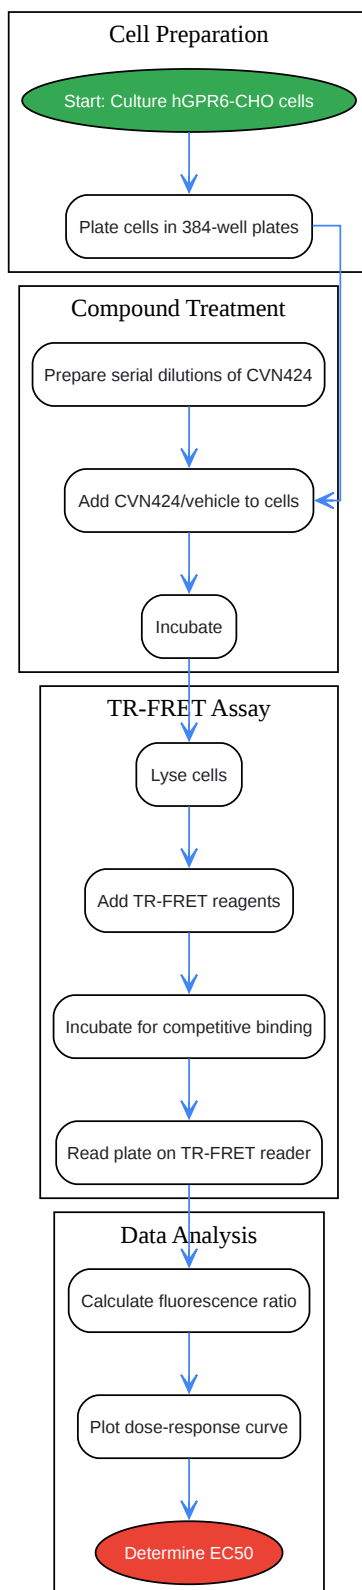 Cell Preparation
Start: Culture hGPR6-CHO cells
Plate cells in 384-well plates
Compound Treatment
Prepare serial dilutions of CVN424
Add CVN424/vehicle to cells
Incubate
TR-FRET Assay
Lyse cells
Add TR-FRET reagents
Incubate for competitive binding
Read plate on TR-FRET reader
Data Analysis
Calculate fluorescence ratio
Plot dose-response curve
Determine EC50